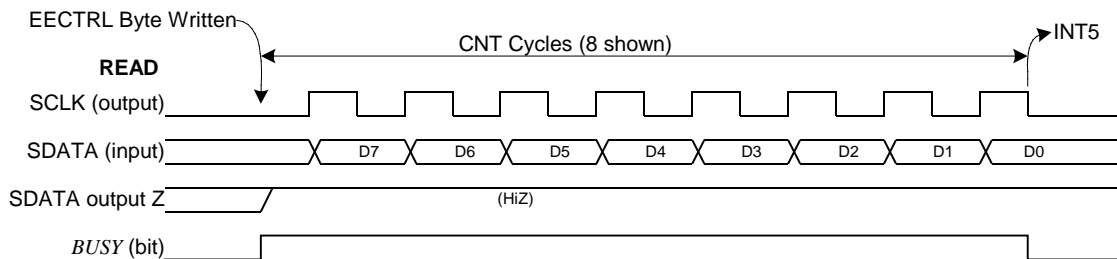 EECTRL Byte Written
CNT Cycles (8 shown)
INT5
READ
SCLK (output)
SDATA (input)
D7 D6 D5 D4 D3 D2 D1 D0
SDATA output Z
(HiZ)
BUSY (bit)